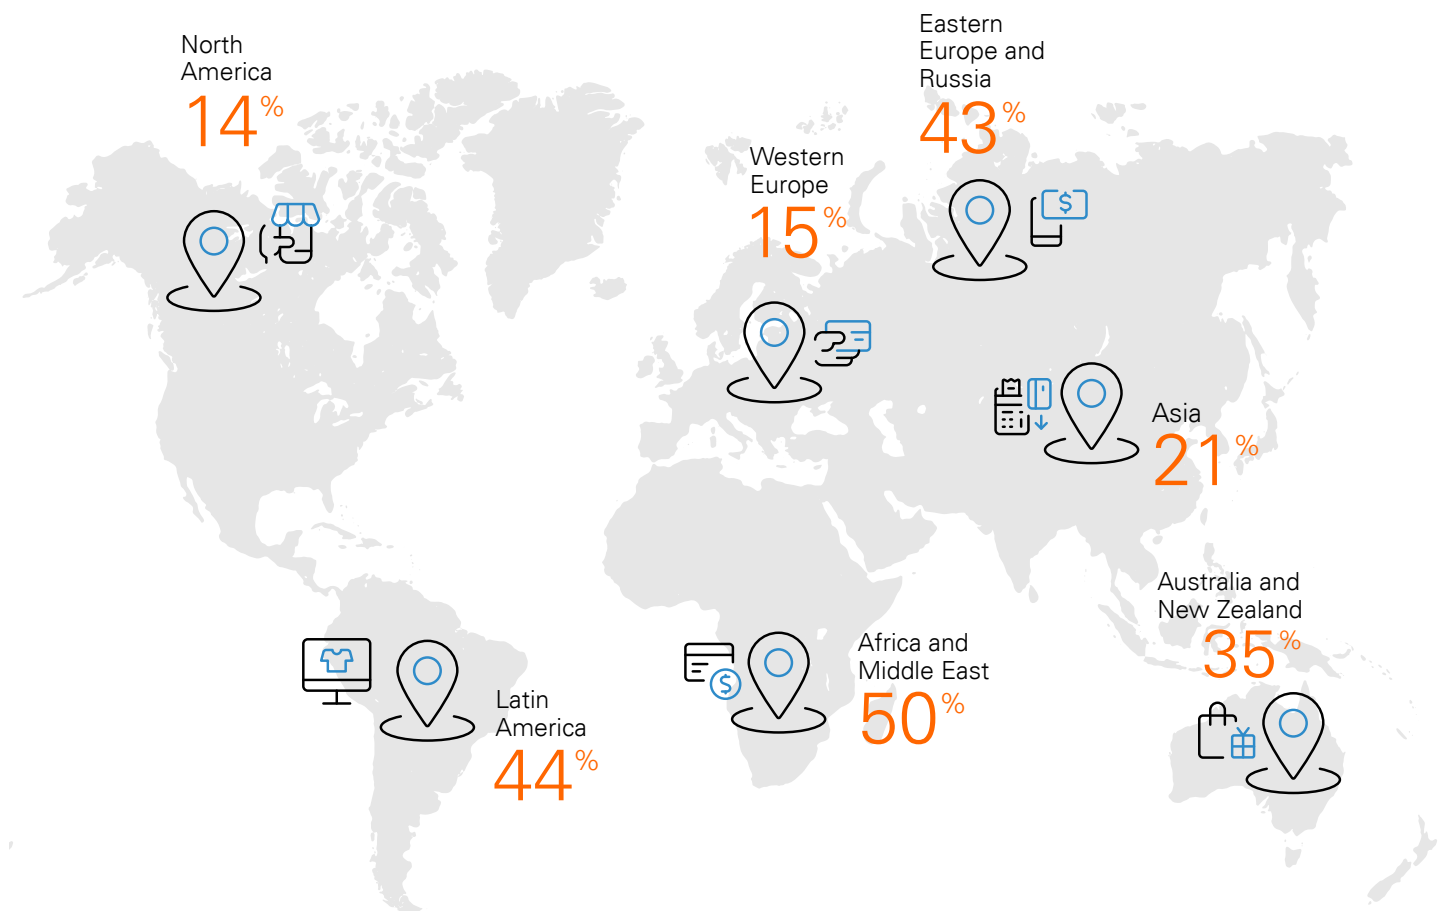 North
America
14%
Eastern
Europe and
Russia
43%
Western
Europe
15%
$
Asia
21%
Australia and
New Zealand
35%
Africa and
Middle East
50%
$
Latin
America
44%